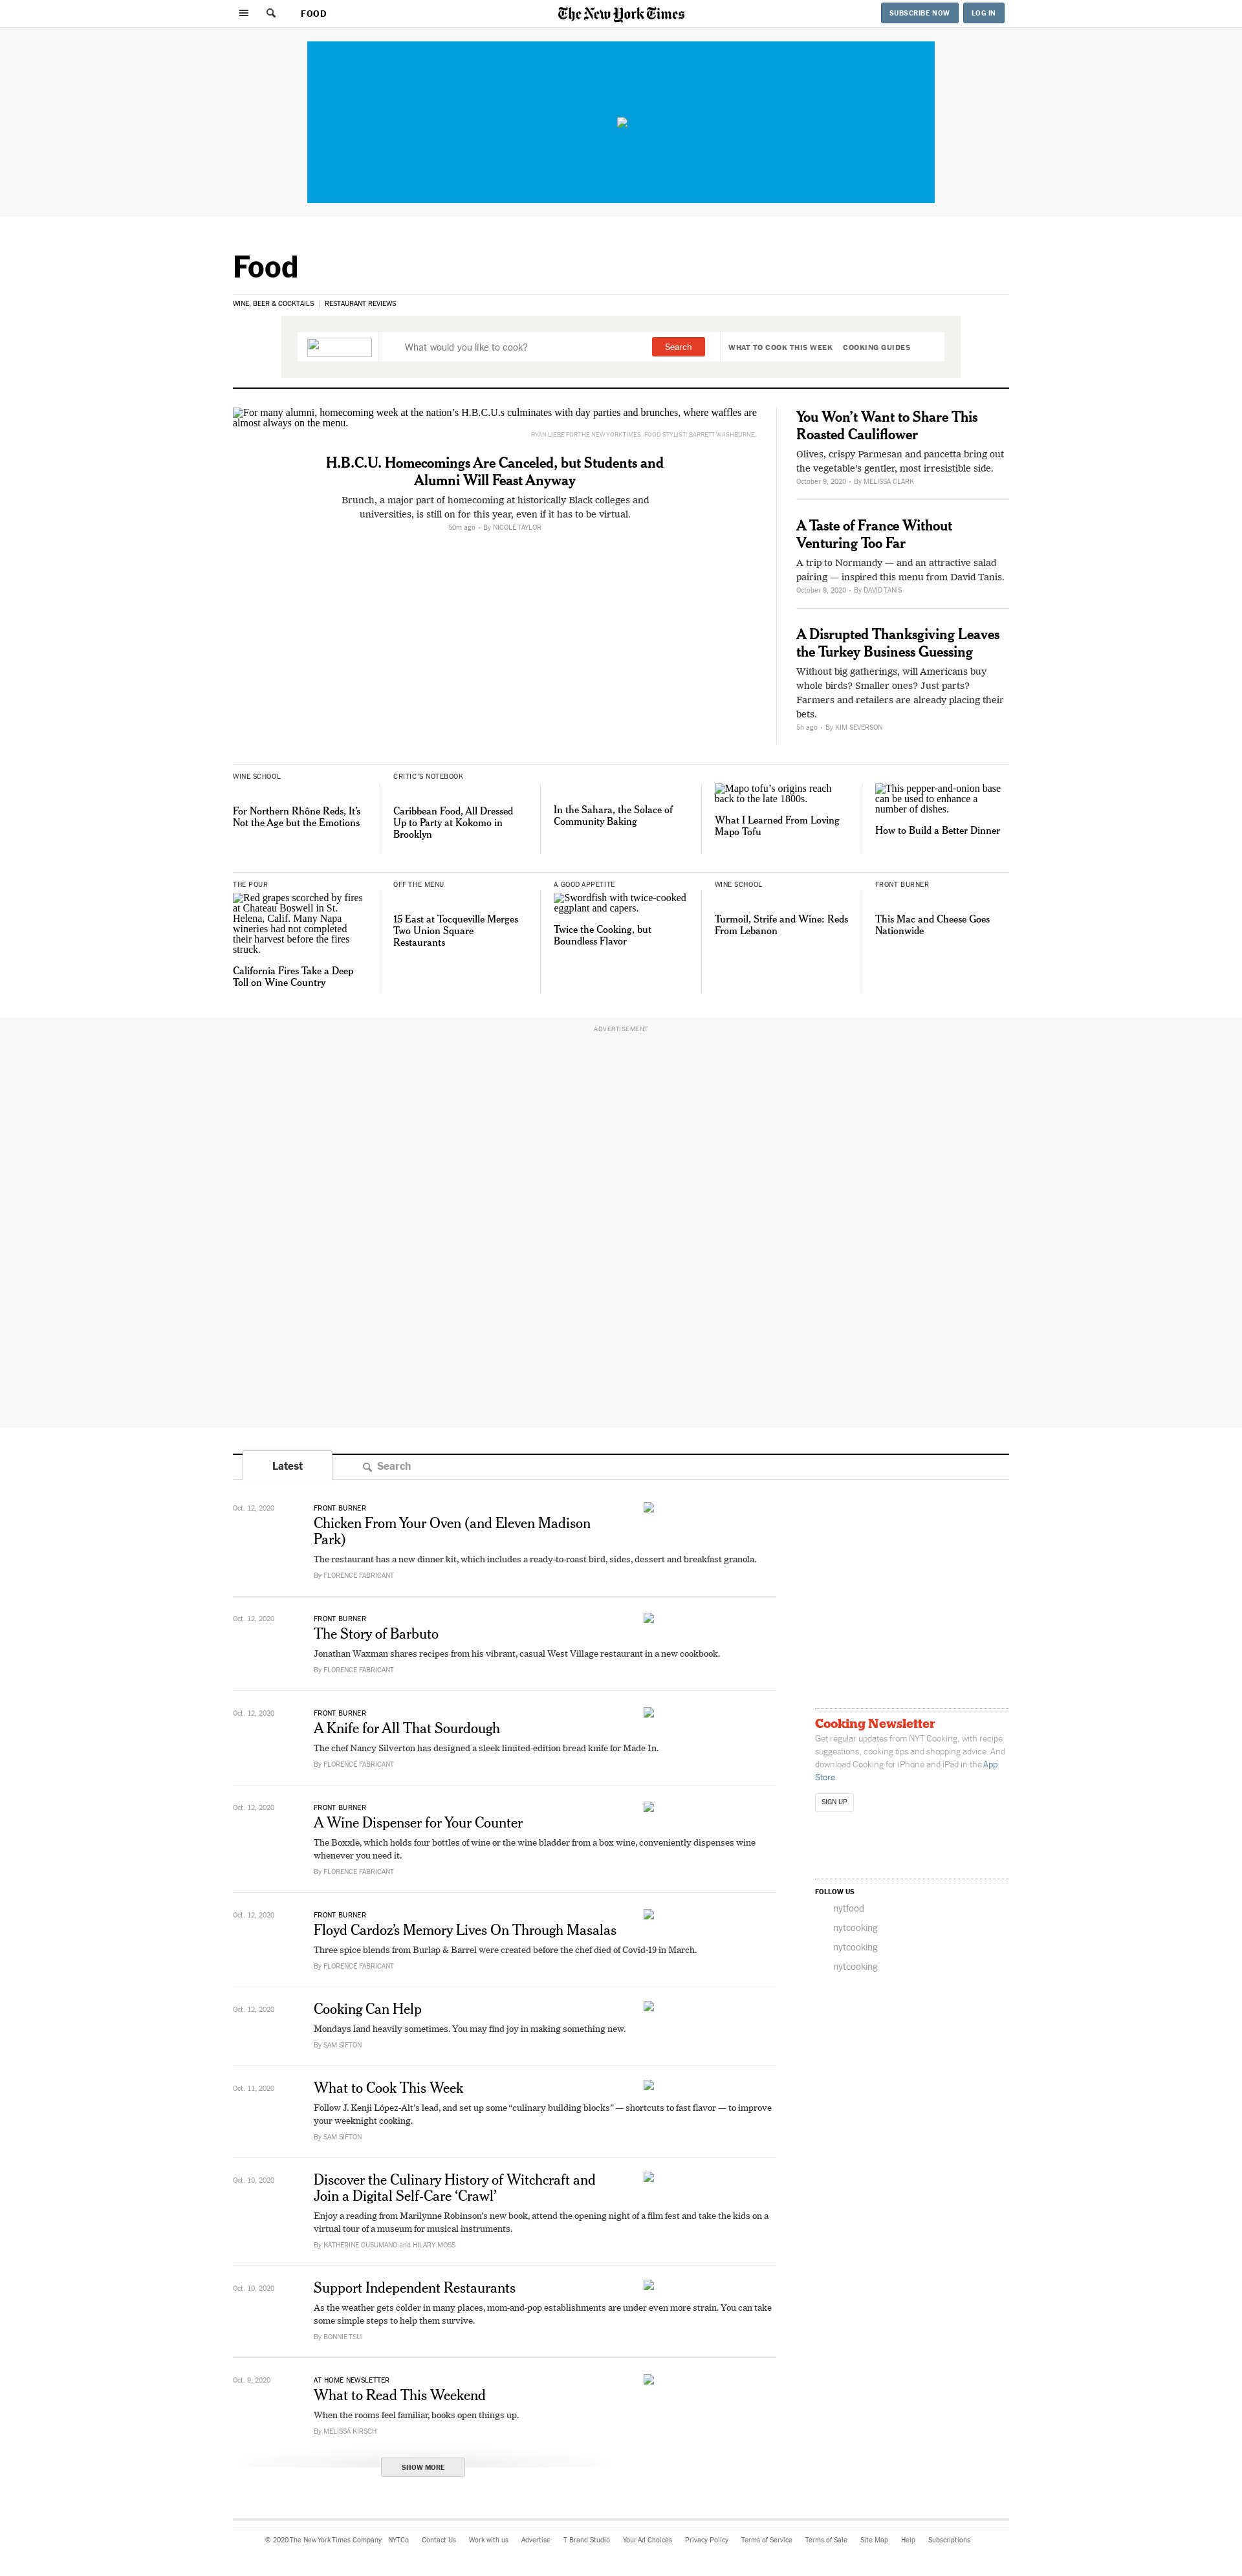 FOOD
The New York Times
SUBSCRIBE NOW
LOG IN
Food
WINE, BEER & COCKTAILS | RESTAURANT REVIEWS
What would you like to cook?
Search
WHAT TO COOK THIS WEEK
COOKING GUIDES
For many alumni, homecoming week at the nation’s H.B.C.U.s culminates with day parties and brunches, where waffles are
almost always on the menu.
RYAN LIEBE FOR THE NEW YORK TIMES. FOOD STYLIST: BARRETT WASHBURNE.
H.B.C.U. Homecomings Are Canceled, but Students and
Alumni Will Feast Anyway
Brunch, a major part of homecoming at historically Black colleges and
universities, is still on for this year, even if it has to be virtual.
50m ago • By NICOLE TAYLOR
You Won’t Want to Share This
Roasted Cauliflower
Olives, crispy Parmesan and pancetta bring out
the vegetable’s gentler, most irresistible side.
October 9, 2020 • By MELISSA CLARK
A Taste of France Without
Venturing Too Far
A trip to Normandy — and an attractive salad
pairing — inspired this menu from David Tanis.
October 9, 2020 • By DAVID TANIS
A Disrupted Thanksgiving Leaves
the Turkey Business Guessing
Without big gatherings, will Americans buy
whole birds? Smaller ones? Just parts?
Farmers and retailers are already placing their
bets.
5h ago • By KIM SEVERSON
WINE SCHOOL
For Northern Rhône Reds, It’s
Not the Age but the Emotions
CRITIC’S NOTEBOOK
Caribbean Food, All Dressed
Up to Party at Kokomo in
Brooklyn
In the Sahara, the Solace of
Community Baking
Mapo tofu’s origins reach
back to the late 1800s.
What I Learned From Loving
Mapo Tofu
This pepper-and-onion base
can be used to enhance a
number of dishes.
How to Build a Better Dinner
THE POUR
Red grapes scorched by fires
at Chateau Boswell in St.
Helena, Calif. Many Napa
wineries had not completed
their harvest before the fires
struck.
California Fires Take a Deep
Toll on Wine Country
OFF THE MENU
15 East at Tocqueville Merges
Two Union Square
Restaurants
A GOOD APPETITE
Swordfish with twice-cooked
eggplant and capers.
Twice the Cooking, but
Boundless Flavor
WINE SCHOOL
Turmoil, Strife and Wine: Reds
From Lebanon
FRONT BURNER
This Mac and Cheese Goes
Nationwide
ADVERTISEMENT
Latest
Search
Oct. 12, 2020
FRONT BURNER
Chicken From Your Oven (and Eleven Madison
Park)
The restaurant has a new dinner kit, which includes a ready-to-roast bird, sides, dessert and breakfast granola.
By FLORENCE FABRICANT
Oct. 12, 2020
FRONT BURNER
The Story of Barbuto
Jonathan Waxman shares recipes from his vibrant, casual West Village restaurant in a new cookbook.
By FLORENCE FABRICANT
Oct. 12, 2020
FRONT BURNER
A Knife for All That Sourdough
The chef Nancy Silverton has designed a sleek limited-edition bread knife for Made In.
By FLORENCE FABRICANT
Oct. 12, 2020
FRONT BURNER
A Wine Dispenser for Your Counter
The Boxxle, which holds four bottles of wine or the wine bladder from a box wine, conveniently dispenses wine
whenever you need it.
By FLORENCE FABRICANT
Oct. 12, 2020
FRONT BURNER
Floyd Cardoz’s Memory Lives On Through Masalas
Three spice blends from Burlap & Barrel were created before the chef died of Covid-19 in March.
By FLORENCE FABRICANT
Oct. 12, 2020
Cooking Can Help
Mondays land heavily sometimes. You may find joy in making something new.
By SAM SIFTON
Oct. 11, 2020
What to Cook This Week
Follow J. Kenji López-Alt’s lead, and set up some “culinary building blocks” — shortcuts to fast flavor — to improve
your weeknight cooking.
By SAM SIFTON
Oct. 10, 2020
Discover the Culinary History of Witchcraft and
Join a Digital Self-Care ‘Crawl’
Enjoy a reading from Marilynne Robinson’s new book, attend the opening night of a film fest and take the kids on a
virtual tour of a museum for musical instruments.
By KATHERINE CUSUMANO and HILARY MOSS
Oct. 10, 2020
Support Independent Restaurants
As the weather gets colder in many places, mom-and-pop establishments are under even more strain. You can take
some simple steps to help them survive.
By BONNIE TSUI
Oct. 9, 2020
AT HOME NEWSLETTER
What to Read This Weekend
When the rooms feel familiar, books open things up.
By MELISSA KIRSCH
SHOW MORE
Cooking Newsletter
Get regular updates from NYT Cooking, with recipe
suggestions, cooking tips and shopping advice. And
download Cooking for iPhone and iPad in the App
Store.
SIGN UP
FOLLOW US
nytfood
nytcooking
nytcooking
nytcooking
© 2020 The New York Times Company NYTCo Contact Us Work with us Advertise T Brand Studio Your Ad Choices Privacy Policy Terms of Service Terms of Sale Site Map Help Subscriptions